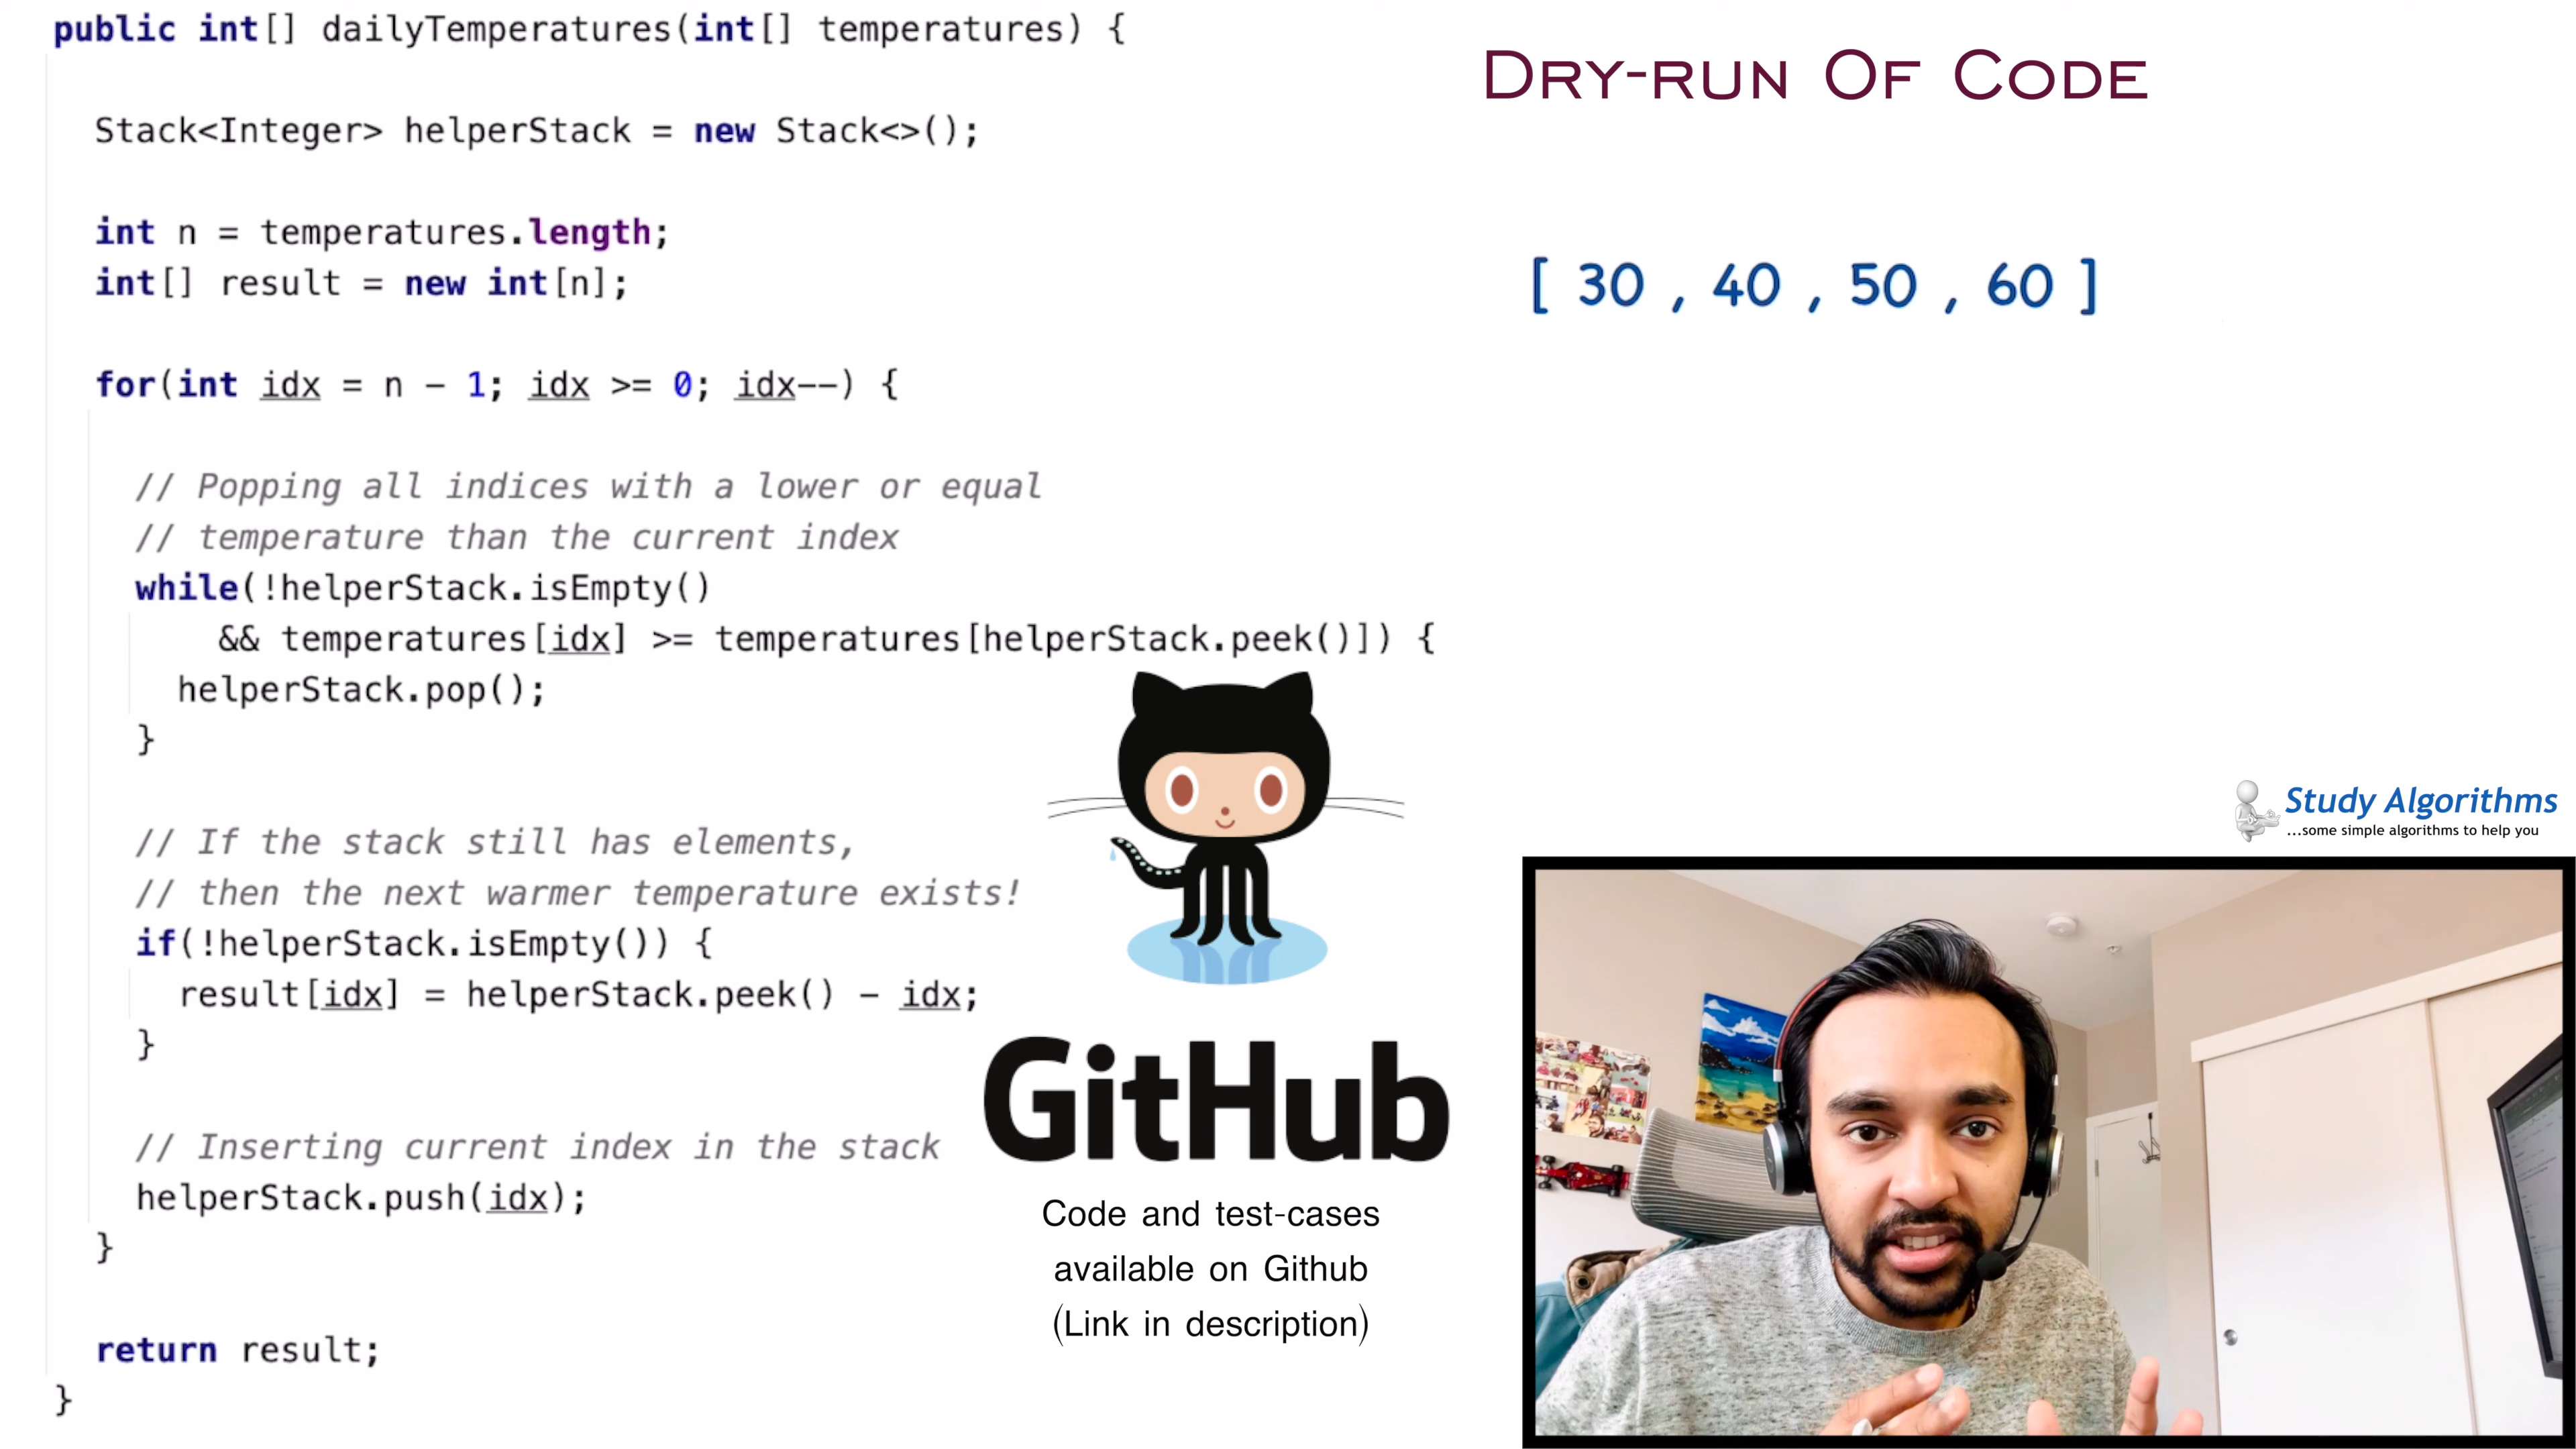 public int[] dailyTemperatures(int[] temperatures) {
Stack<Integer> helperStack = new Stack<>();
int n = temperatures.length;
int[] result = new int[n];
for(int idx = n - 1; idx >= 0; idx--) {
// Popping all indices with a lower or equal
// temperature than the current index
while(!helperStack.isEmpty()
&& temperatures[idx] >= temperatures[helperStack.peek()]) {
helperStack.pop();
}
// If the stack still has elements,
// then the next warmer temperature exists!
if(!helperStack.isEmpty()) {
result[idx] = helperStack.peek() - idx;
}
// Inserting current index in the stack
helperStack.push(idx);
}
return result;
}
GitHub
Code and test-cases
available on Github
(Link in description)
DRY-RUN OF CODE
[ 30 , 40 , 50 , 60 ]
Study Algorithms
...some simple algorithms to help you